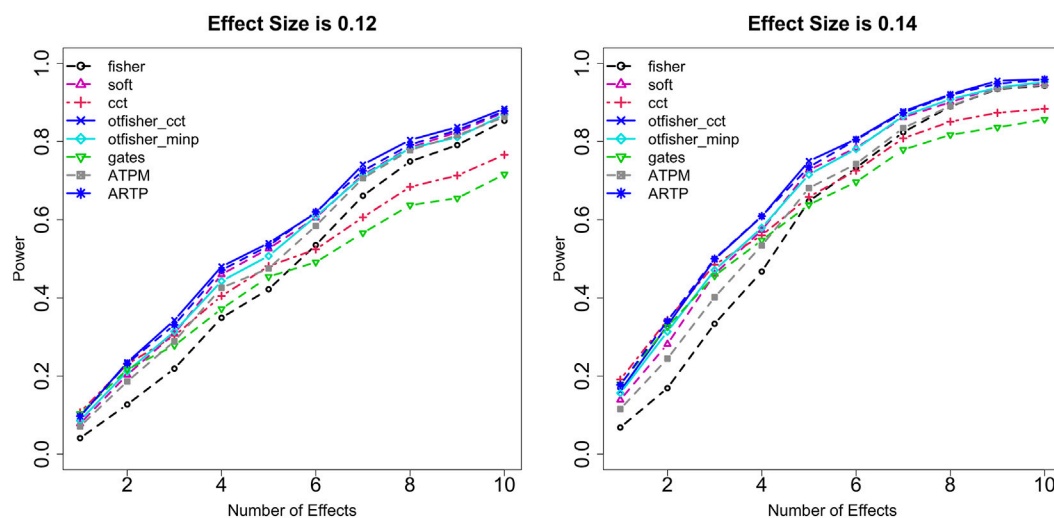 Effect Size is 0.12
Power
1.0
0.8
0.6
0.4
0.2
0.0
fisher
soft
cct
otfisher_cct
otfisher_minp
gates
ATPM
ARTP
2 4 6 8 10
Number of Effects
Effect Size is 0.14
Power
1.0
0.8
0.6
0.4
0.2
0.0
fisher
soft
cct
otfisher_cct
otfisher_minp
gates
ATPM
ARTP
2 4 6 8 10
Number of Effects